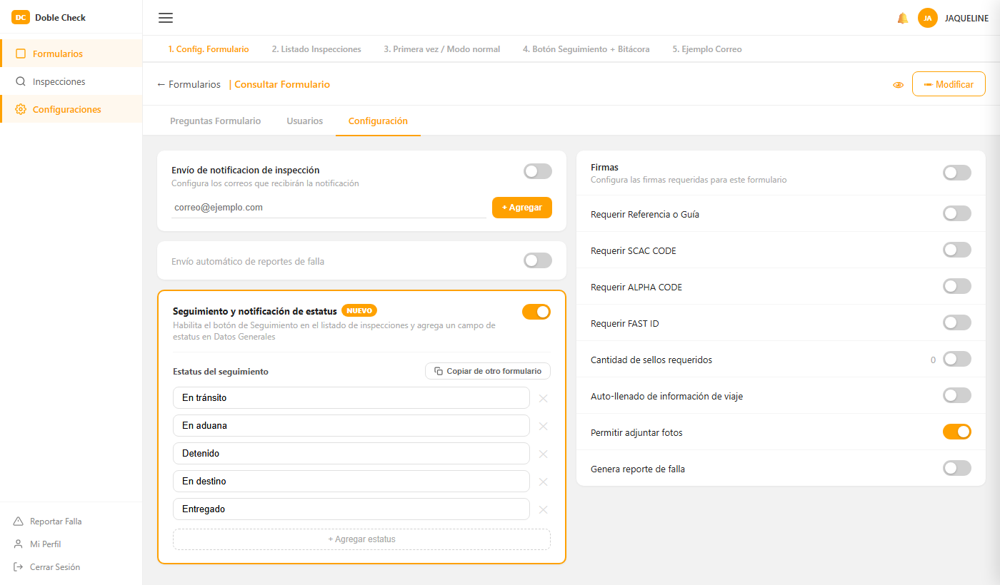 DC Doble Check
JA JAQUELINE
Formularios
Inspecciones
Configuraciones
Reportar Falla
Mi Perfil
Cerrar Sesión
1. Config. Formulario
2. Listado Inspecciones
3. Primera vez / Modo normal
4. Botón Seguimiento + Bitácora
5. Ejemplo Correo
← Formularios | Consultar Formulario
Modificar
Preguntas Formulario
Usuarios
Configuración
Envío de notificacion de inspección
Configura los correos que recibirán la notificación
correo@ejemplo.com
+ Agregar
Envío automático de reportes de falla
Seguimiento y notificación de estatus NUEVO
Habilita el botón de Seguimiento en el listado de inspecciones y agrega un campo de
estatus en Datos Generales
Estatus del seguimiento
Copiar de otro formulario
En tránsito
En aduana
Detenido
En destino
Entregado
+ Agregar estatus
Firmas
Configura las firmas requeridas para este formulario
Requerir Referencia o Guía
Requerir SCAC CODE
Requerir ALPHA CODE
Requerir FAST ID
Cantidad de sellos requeridos 0
Auto-llenado de información de viaje
Permitir adjuntar fotos
Genera reporte de falla